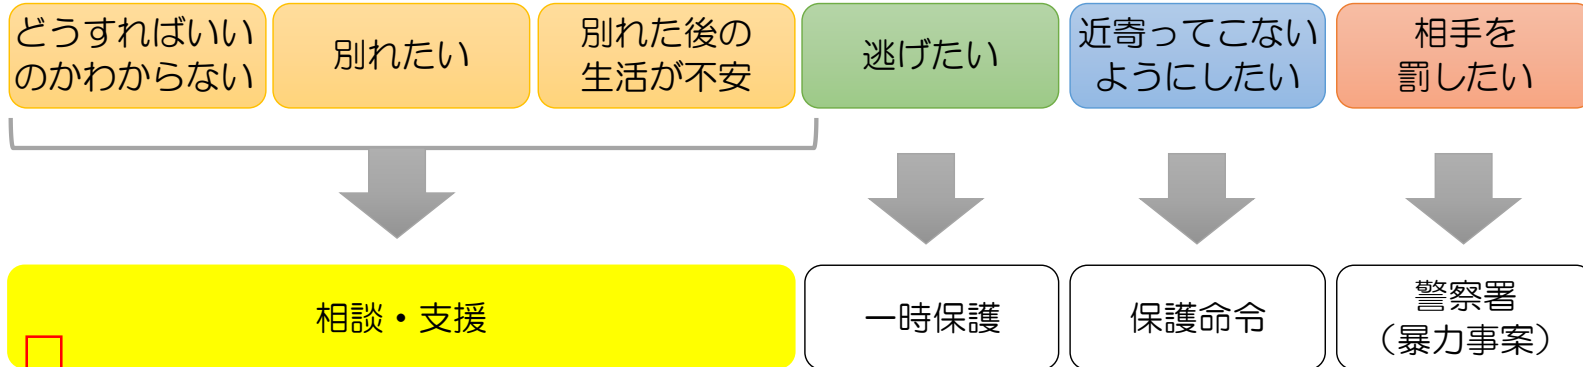 どうすればいい
のかわからない
別れたい
別れた後の
生活が不安
逃げたい
近寄ってこない
ようにしたい
相手を
罰したい
相談・支援
一時保護
保護命令
警察署
（暴力事案）